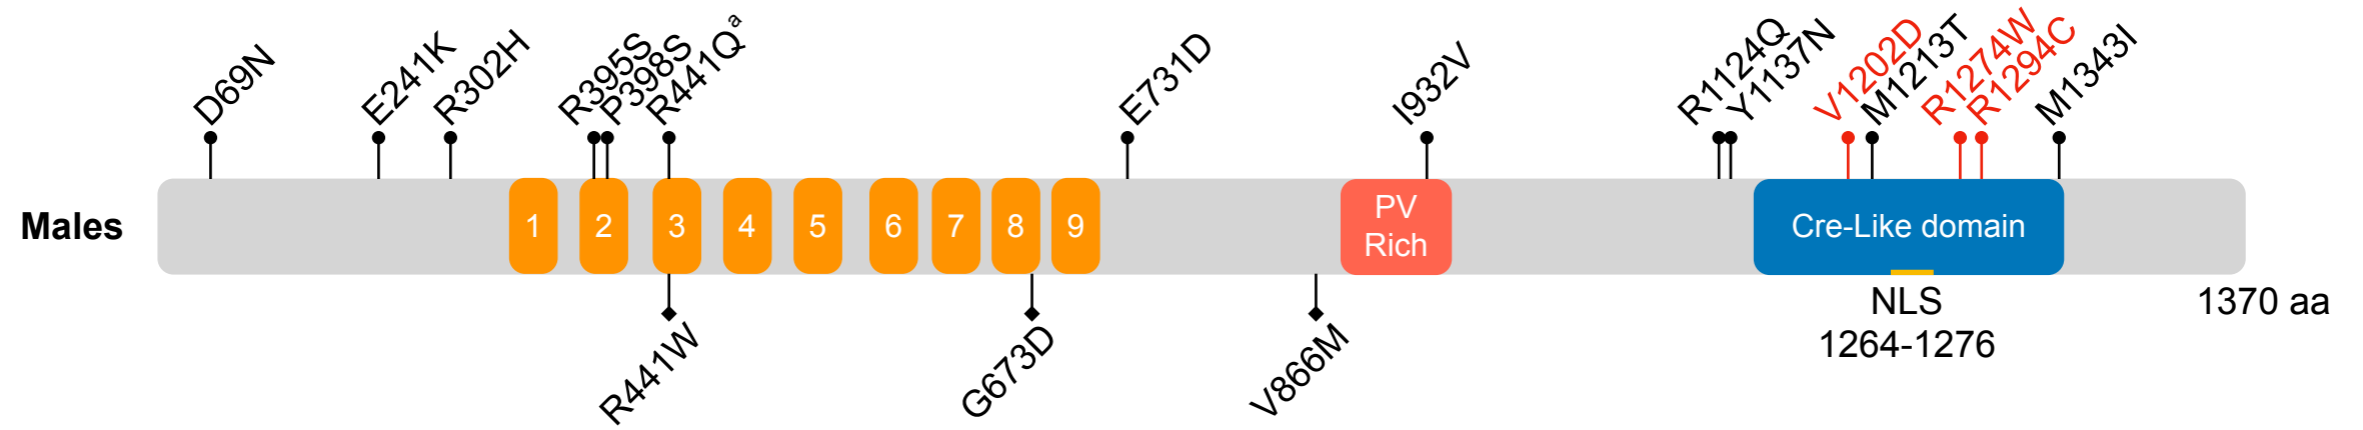 D69N
E241K
R302H
R395S
P398S
R441Qᵃ
E731D
I932V
R1124Q
Y1137N
V1202D
M1213T
R1274W
R1294C
M1343I
Males
1
2
3
4
5
6
7
8
9
PV
Rich
Cre-Like domain
NLS
1264-1276
1370 aa
R441W
G673D
V866M